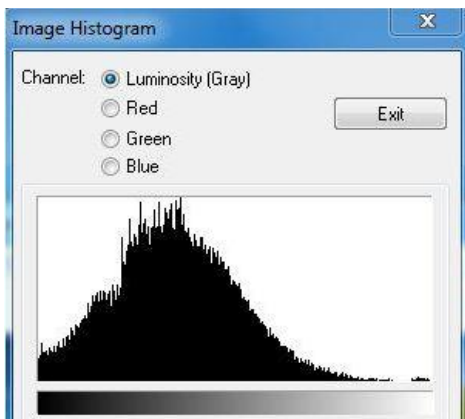 Image Histogram
X
Channel: Luminosity (Gray)
Red
Exit
Green
Blue